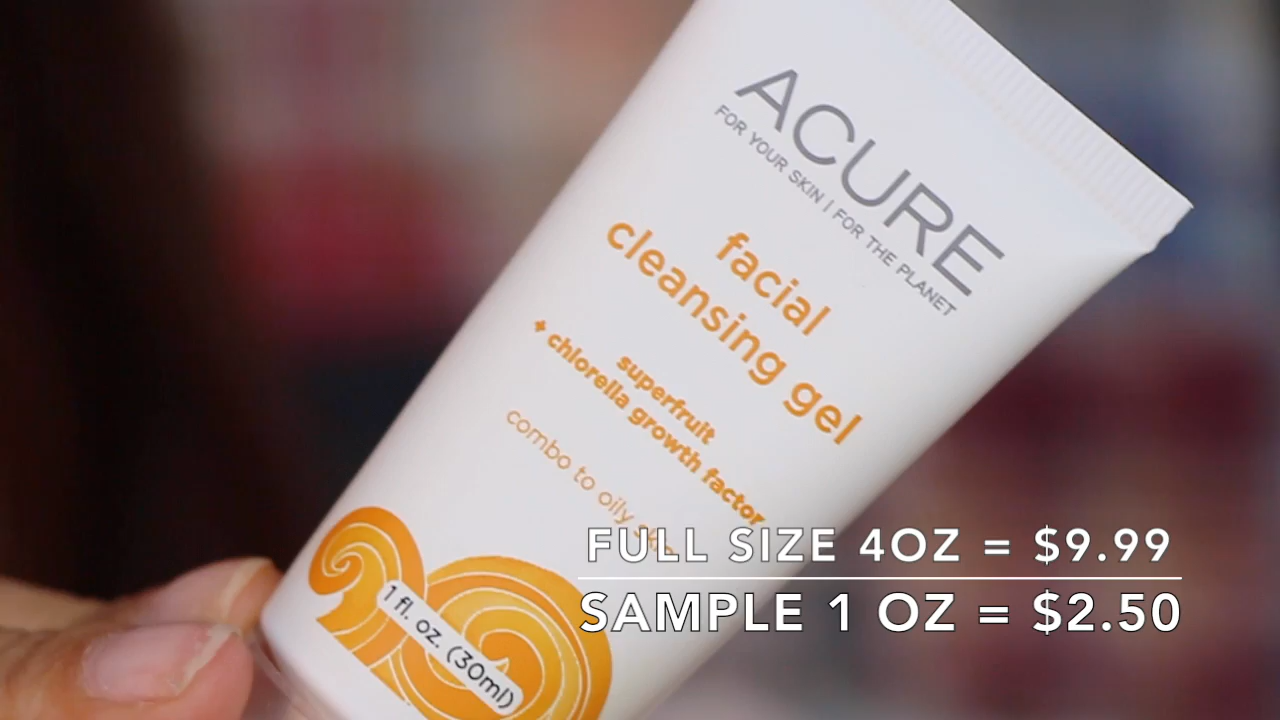 ACURE
FOR YOUR SKIN | FOR THE PLANET
facial
cleansing gel
superfruit
+ chlorella growth factor
combo to oily skin
1 fl. oz. (30ml)
FULL SIZE 4OZ = $9.99
SAMPLE 1 OZ = $2.50